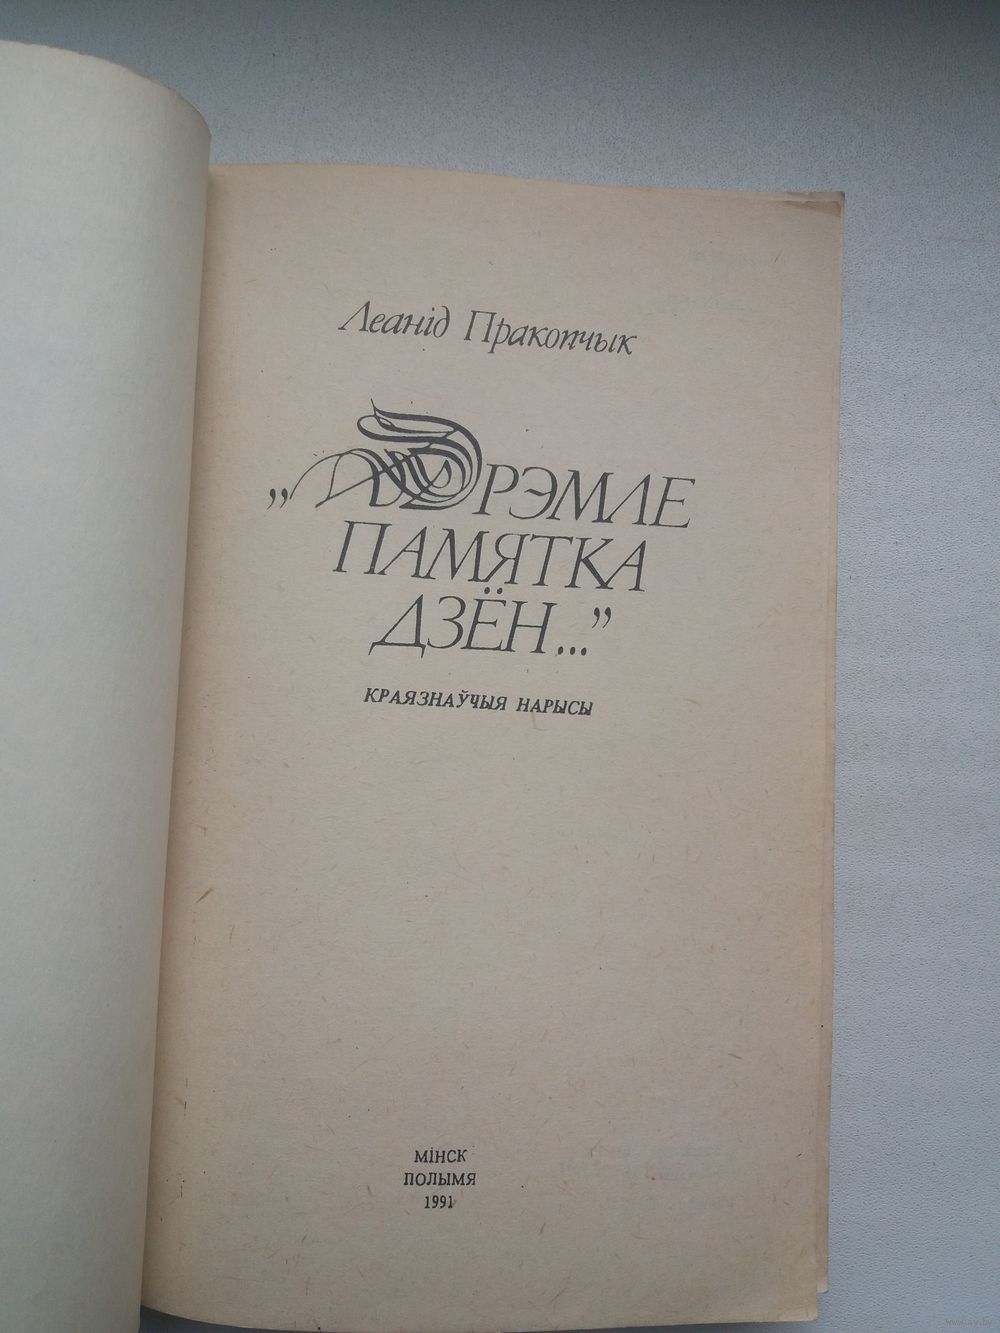 Леанід Пракопчык
„ДРЭМЛЕ
ПАМЯТКА
ДЗЁН...”
КРАЯЗНАЎЧЫЯ НАРЫСЫ
МІНСК
ПОЛЫМЯ
1991